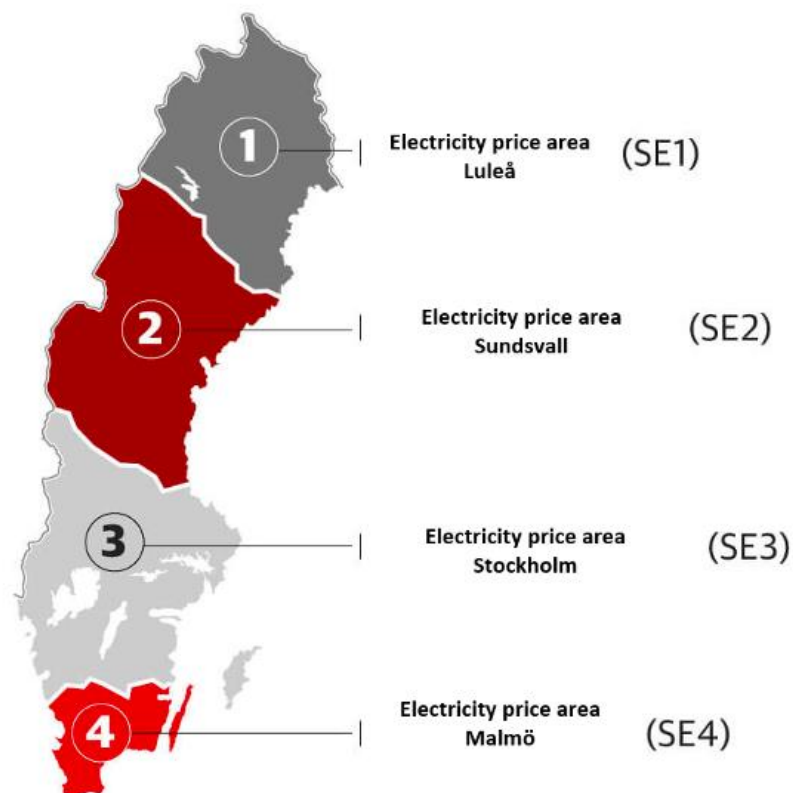 1
Electricity price area
Luleå
(SE1)
2
Electricity price area
Sundsvall
(SE2)
3
Electricity price area
Stockholm
(SE3)
4
Electricity price area
Malmö
(SE4)